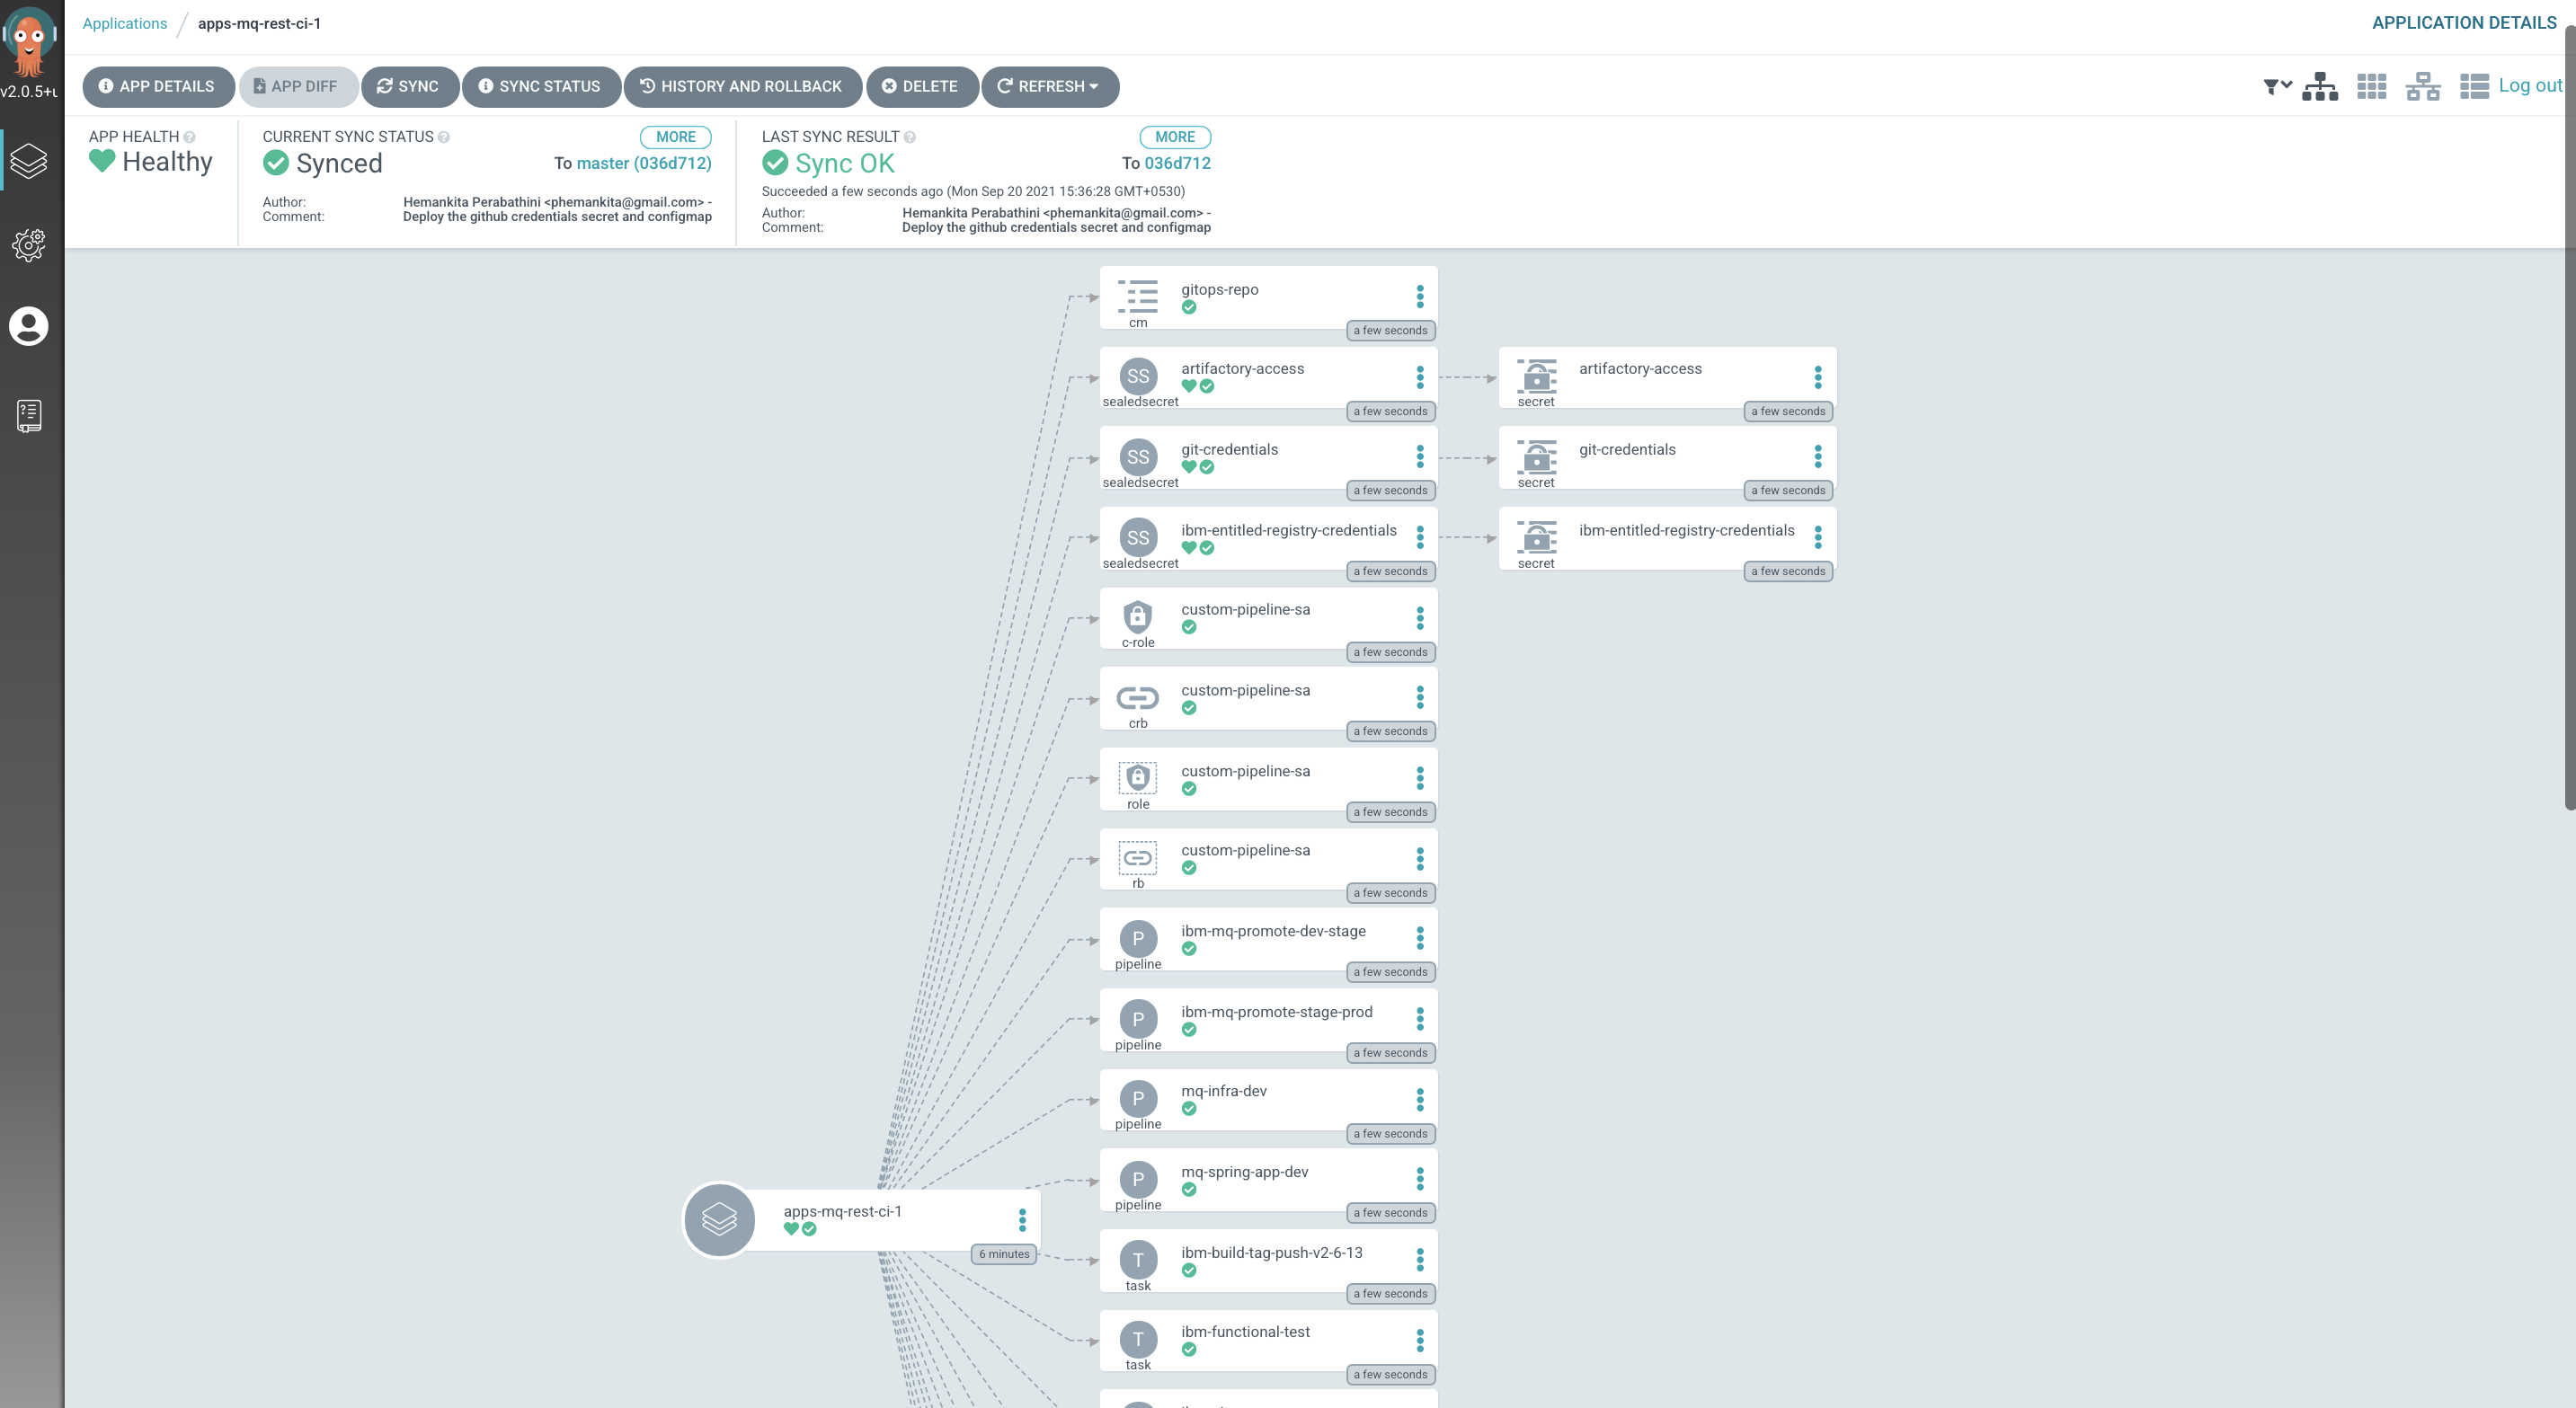 Applications / apps-mq-rest-ci-1
APPLICATION DETAILS
v2.0.5+
APP DETAILS
APP DIFF
SYNC
SYNC STATUS
HISTORY AND ROLLBACK
DELETE
REFRESH
Log out
APP HEALTH
Healthy
CURRENT SYNC STATUS
MORE
Synced
To master (036d712)
Author: Hemankita Perabathini <phemankita@gmail.com> -
Comment: Deploy the github credentials secret and configmap
LAST SYNC RESULT
MORE
Sync OK
To 036d712
Succeeded a few seconds ago (Mon Sep 20 2021 15:36:28 GMT+0530)
Author: Hemankita Perabathini <phemankita@gmail.com> -
Comment: Deploy the github credentials secret and configmap
gitops-repo
cm
a few seconds
SS
artifactory-access
sealedsecret
a few seconds
artifactory-access
secret
a few seconds
SS
git-credentials
sealedsecret
a few seconds
git-credentials
secret
a few seconds
SS
ibm-entitled-registry-credentials
sealedsecret
a few seconds
ibm-entitled-registry-credentials
secret
a few seconds
custom-pipeline-sa
c-role
a few seconds
custom-pipeline-sa
crb
a few seconds
custom-pipeline-sa
role
a few seconds
custom-pipeline-sa
rb
a few seconds
P
ibm-mq-promote-dev-stage
pipeline
a few seconds
P
ibm-mq-promote-stage-prod
pipeline
a few seconds
P
mq-infra-dev
pipeline
a few seconds
P
mq-spring-app-dev
pipeline
a few seconds
apps-mq-rest-ci-1
6 minutes
T
ibm-build-tag-push-v2-6-13
task
a few seconds
T
ibm-functional-test
task
a few seconds